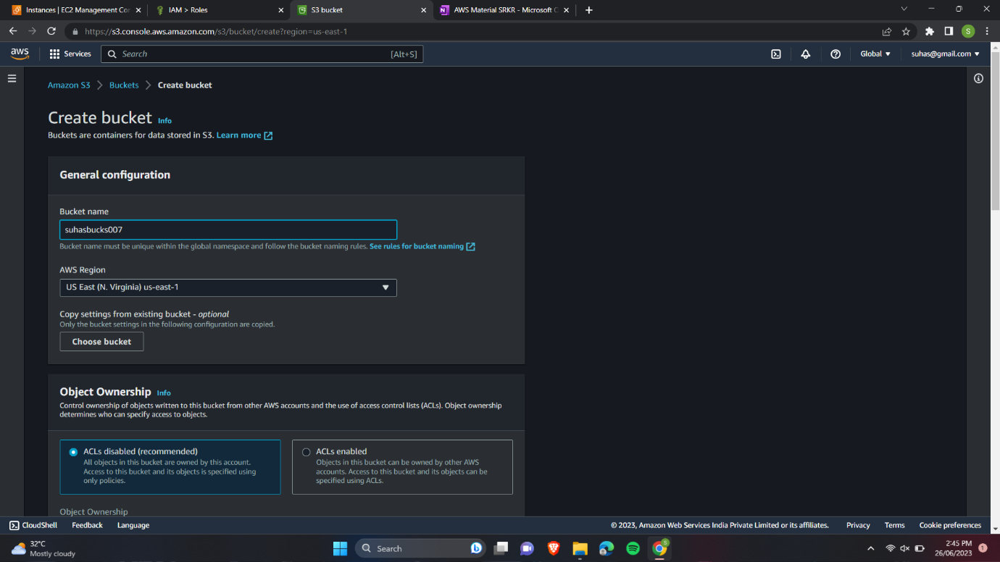 Instances | EC2 Management Con
IAM > Roles
S3 bucket
AWS Material SRKR - Microsoft C
https://s3.console.aws.amazon.com/s3/bucket/create?region=us-east-1
S
aws
Services
Search
[Alt+S]
Global
suhas@gmail.com
Amazon S3
Buckets
Create bucket
Create bucket
Info
Buckets are containers for data stored in S3. Learn more
General configuration
Bucket name
suhasbucks007
Bucket name must be unique within the global namespace and follow the bucket naming rules. See rules for bucket naming
AWS Region
US East (N. Virginia) us-east-1
Copy settings from existing bucket - optional
Only the bucket settings in the following configuration are copied.
Choose bucket
Object Ownership
Info
Control ownership of objects written to this bucket from other AWS accounts and the use of access control lists (ACLs). Object ownership
determines who can specify access to objects.
ACLs disabled (recommended)
All objects in this bucket are owned by this account.
Access to this bucket and its objects is specified using
only policies.
ACLs enabled
Objects in this bucket can be owned by other AWS
accounts. Access to this bucket and its objects can be
specified using ACLs.
Object Ownership
CloudShell
Feedback
Language
© 2023, Amazon Web Services India Private Limited or its affiliates.
Privacy
Terms
Cookie preferences
32°C
Mostly cloudy
Search
2:45 PM
26/06/2023
1